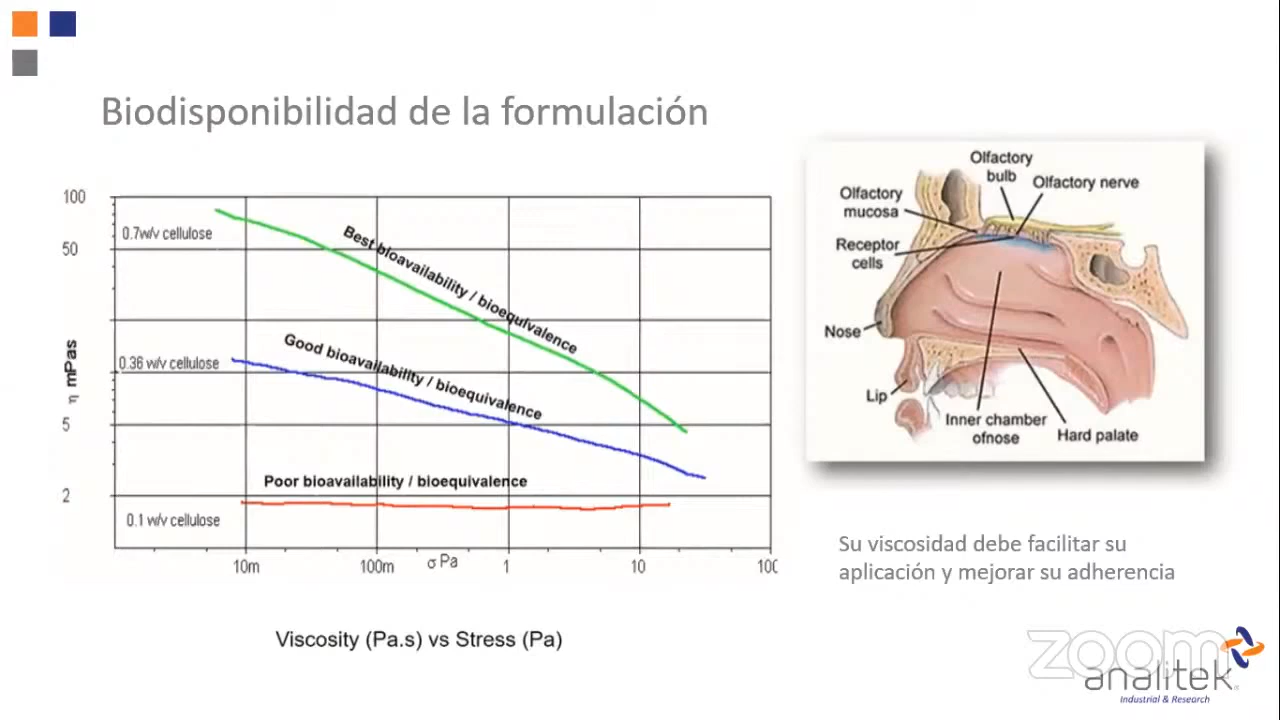 Biodisponibilidad de la formulación
100
0.7w/v cellulose
50
0.36 w/v cellulose
η mPas
5
2
0.1 w/v cellulose
Best bioavailability / bioequivalence
Good bioavailability / bioequivalence
Poor bioavailability / bioequivalence
10m
100m
σ Pa
1
10
Viscosity (Pa.s) vs Stress (Pa)
Olfactory
bulb
Olfactory nerve
Olfactory
mucosa
Receptor
cells
Nose
Lip
Inner chamber
ofnose
Hard palate
Su viscosidad debe facilitar su
aplicación y mejorar su adherencia
zoom
analitek
Industrial & Research